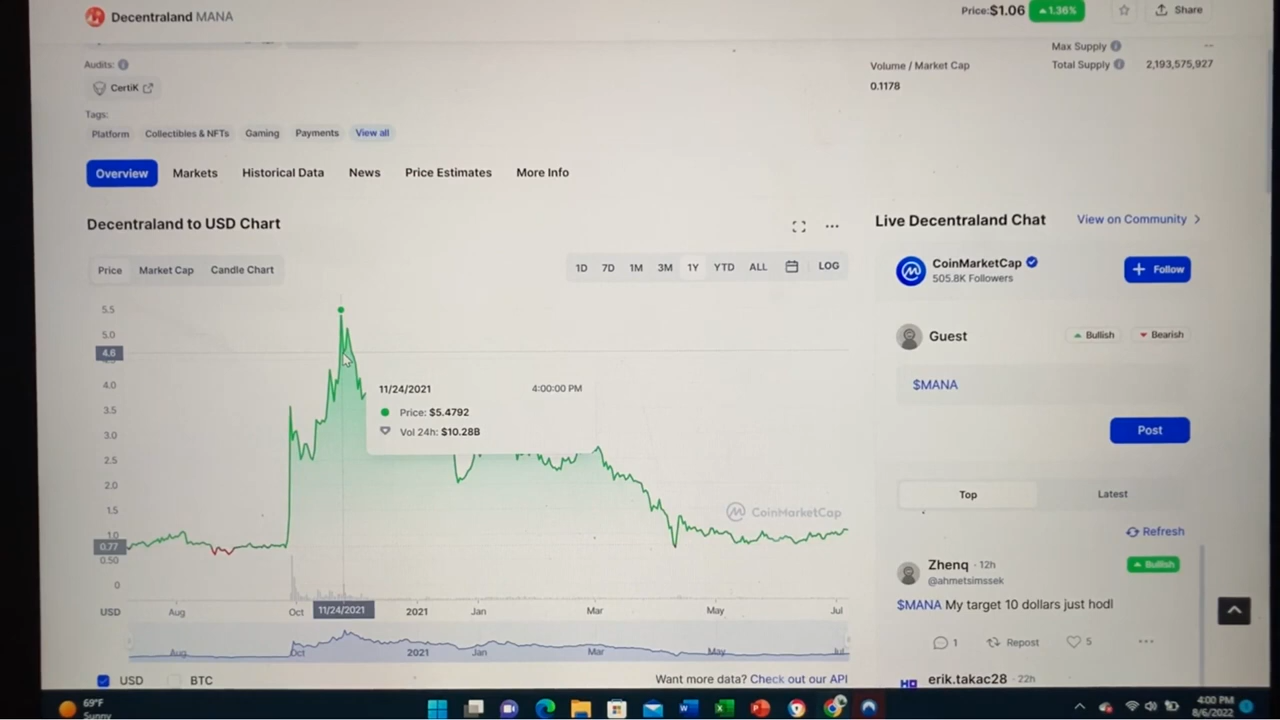 Decentraland MANA
Price:$1.06 1.36%
Share
Audits:
CertiK
Tags:
Platform Collectibles & NFTs Gaming Payments View all
Volume / Market Cap
0.1178
Max Supply --
Total Supply 2,193,575,927
Overview Markets Historical Data News Price Estimates More Info
Decentraland to USD Chart
Price Market Cap Candle Chart
1D 7D 1M 3M 1Y YTD ALL LOG
5.5
5.0
4.6
4.0
3.5
3.0
2.5
2.0
1.5
1.0
0.77
0.50
0
11/24/2021 4:00:00 PM
Price: $5.4792
Vol 24h: $10.28B
CoinMarketCap
USD Aug Oct 11/24/2021 2021 Jan Mar May Jul
Aug Oct 2021 Jan Mar May Jul
USD BTC
Want more data? Check out our API
Live Decentraland Chat View on Community
CoinMarketCap
505.8K Followers
Follow
Guest
Bullish Bearish
$MANA
Post
Top Latest
Refresh
Zhenq · 12h
@ahmetsimssek
Bullish
$MANA My target 10 dollars just hodl
1 Repost 5
erik.takac28 · 22h
69°F
Sunny
4:00 PM
8/6/2022